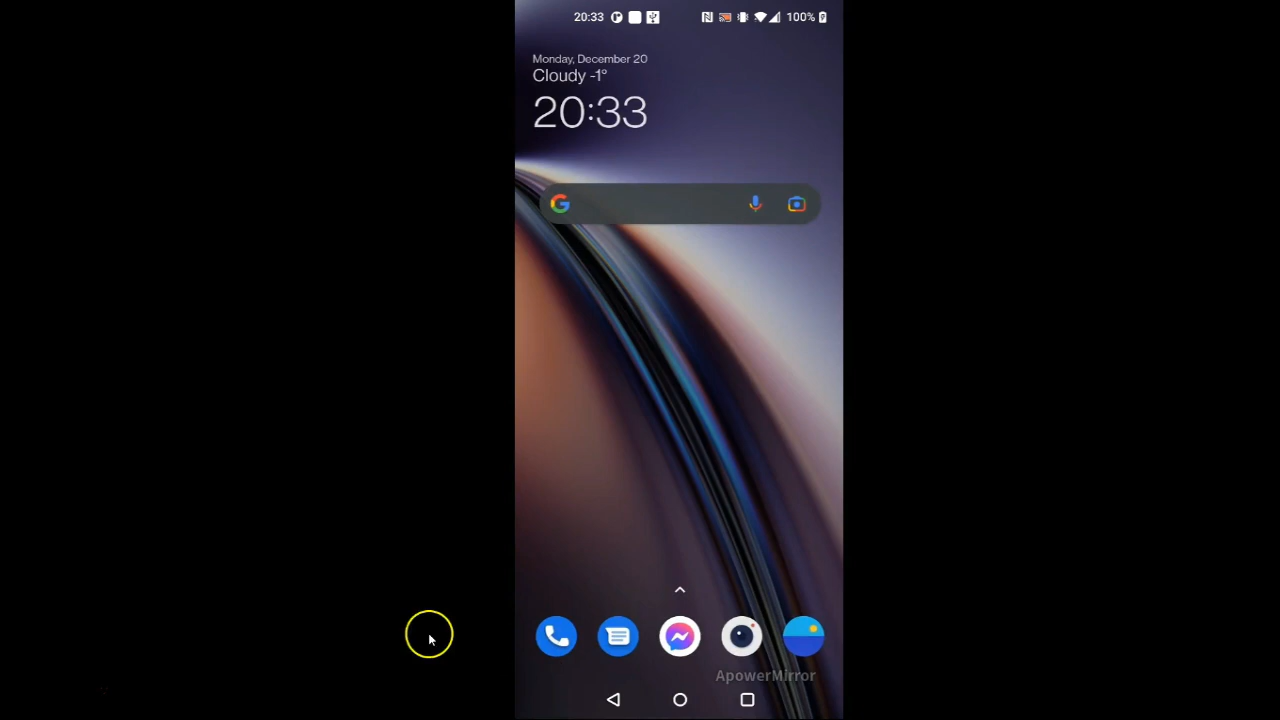 20:33 100%
Monday, December 20
Cloudy -1°
20:33
ApowerMirror